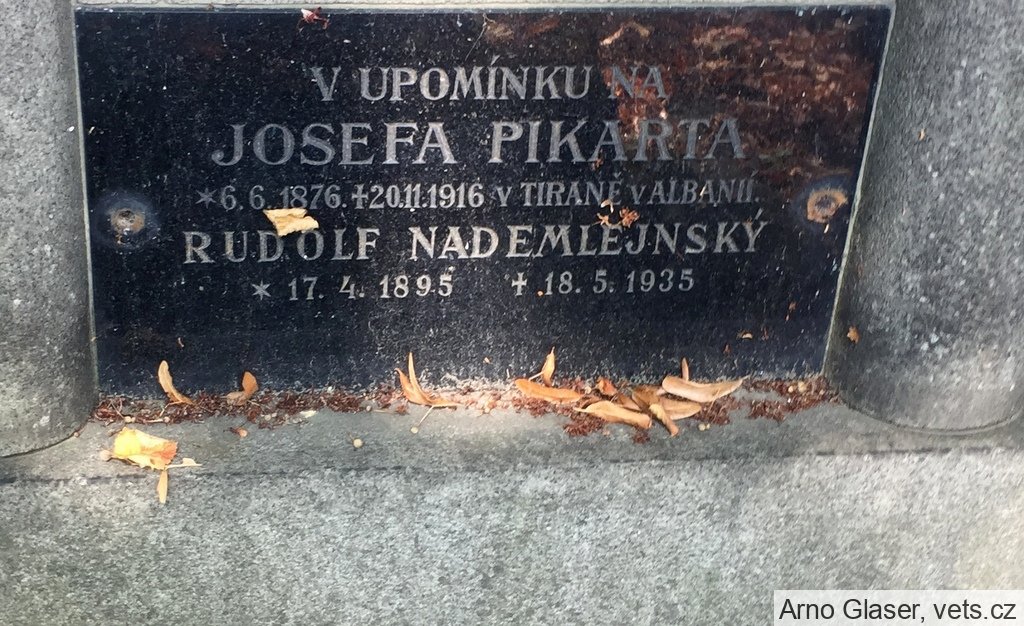 V UPOMÍNKU NA
JOSEFA PIKARTA
*6.6.1876.✝20.11.1916 V TIRANĚ V ALBANII.
RUDOLF NADEMLEJNSKÝ
* 17. 4. 1895 ✝ 18. 5. 1935
Arno Glaser, vets.cz